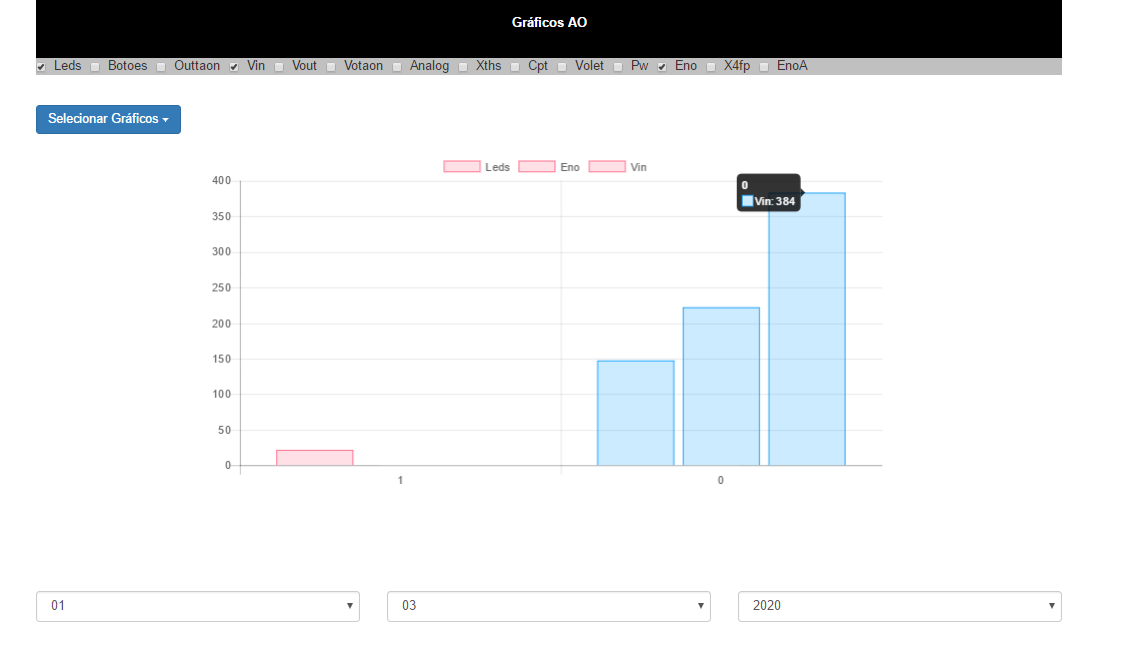 Gráficos AO
Leds Botoes Outtaon Vin Vout Votaon Analog Xths Cpt Volet Pw Eno X4fp EnoA
Selecionar Gráficos
Leds Eno Vin
400
0
Vin: 384
350
300
250
200
150
100
50
0
1 0
01 03 2020